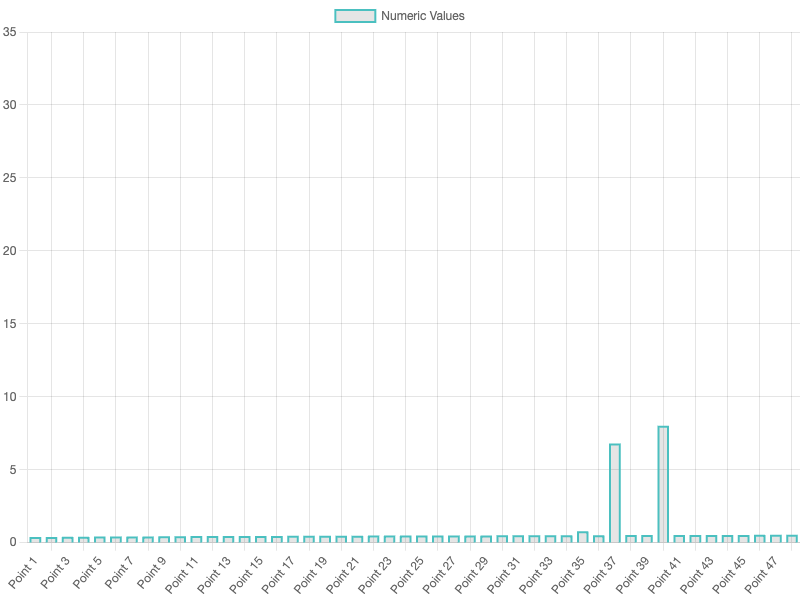 Numeric Values
35
30
25
20
15
10
5
0
Point 1
Point 3
Point 5
Point 7
Point 9
Point 11
Point 13
Point 15
Point 17
Point 19
Point 21
Point 23
Point 25
Point 27
Point 29
Point 31
Point 33
Point 35
Point 37
Point 39
Point 41
Point 43
Point 45
Point 47